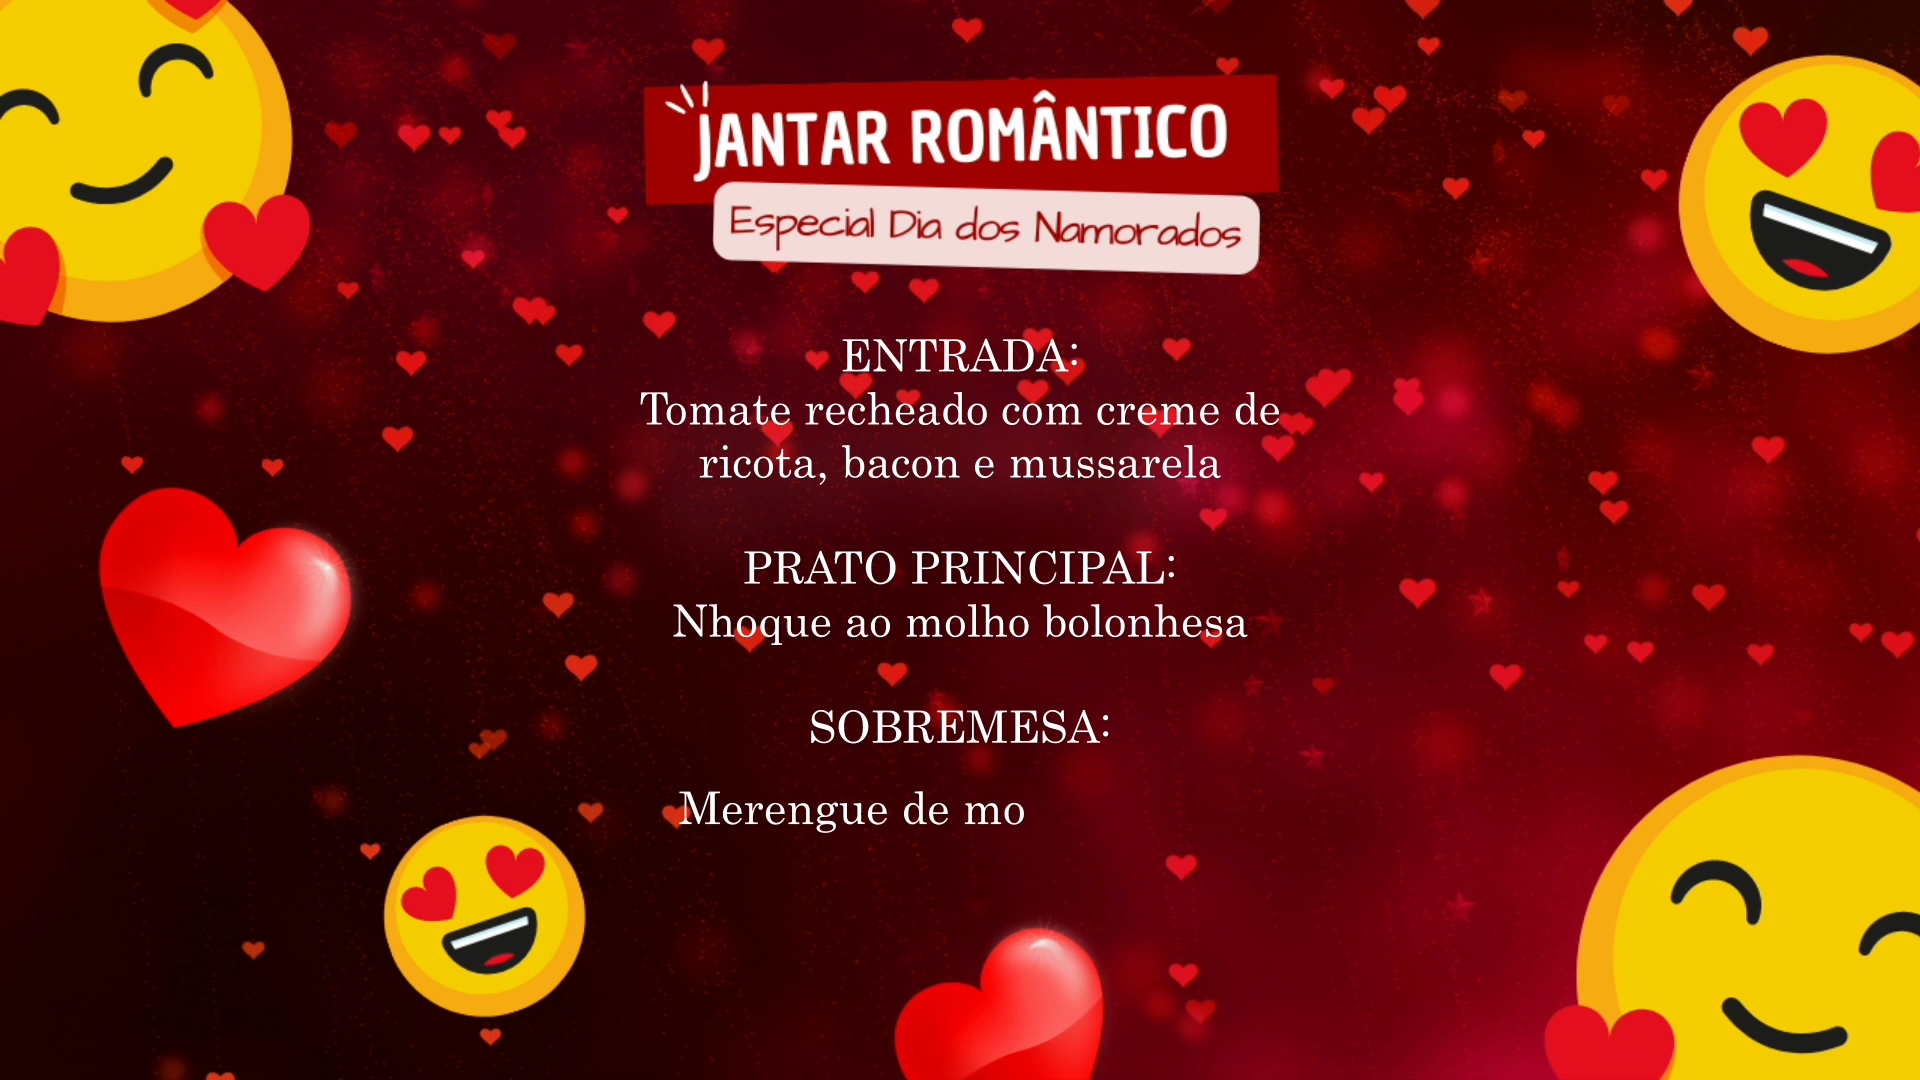 JANTAR ROMÂNTICO
Especial Dia dos Namorados
ENTRADA:
Tomate recheado com creme de
ricota, bacon e mussarela
PRATO PRINCIPAL:
Nhoque ao molho bolonhesa
SOBREMESA:
Merengue de mo